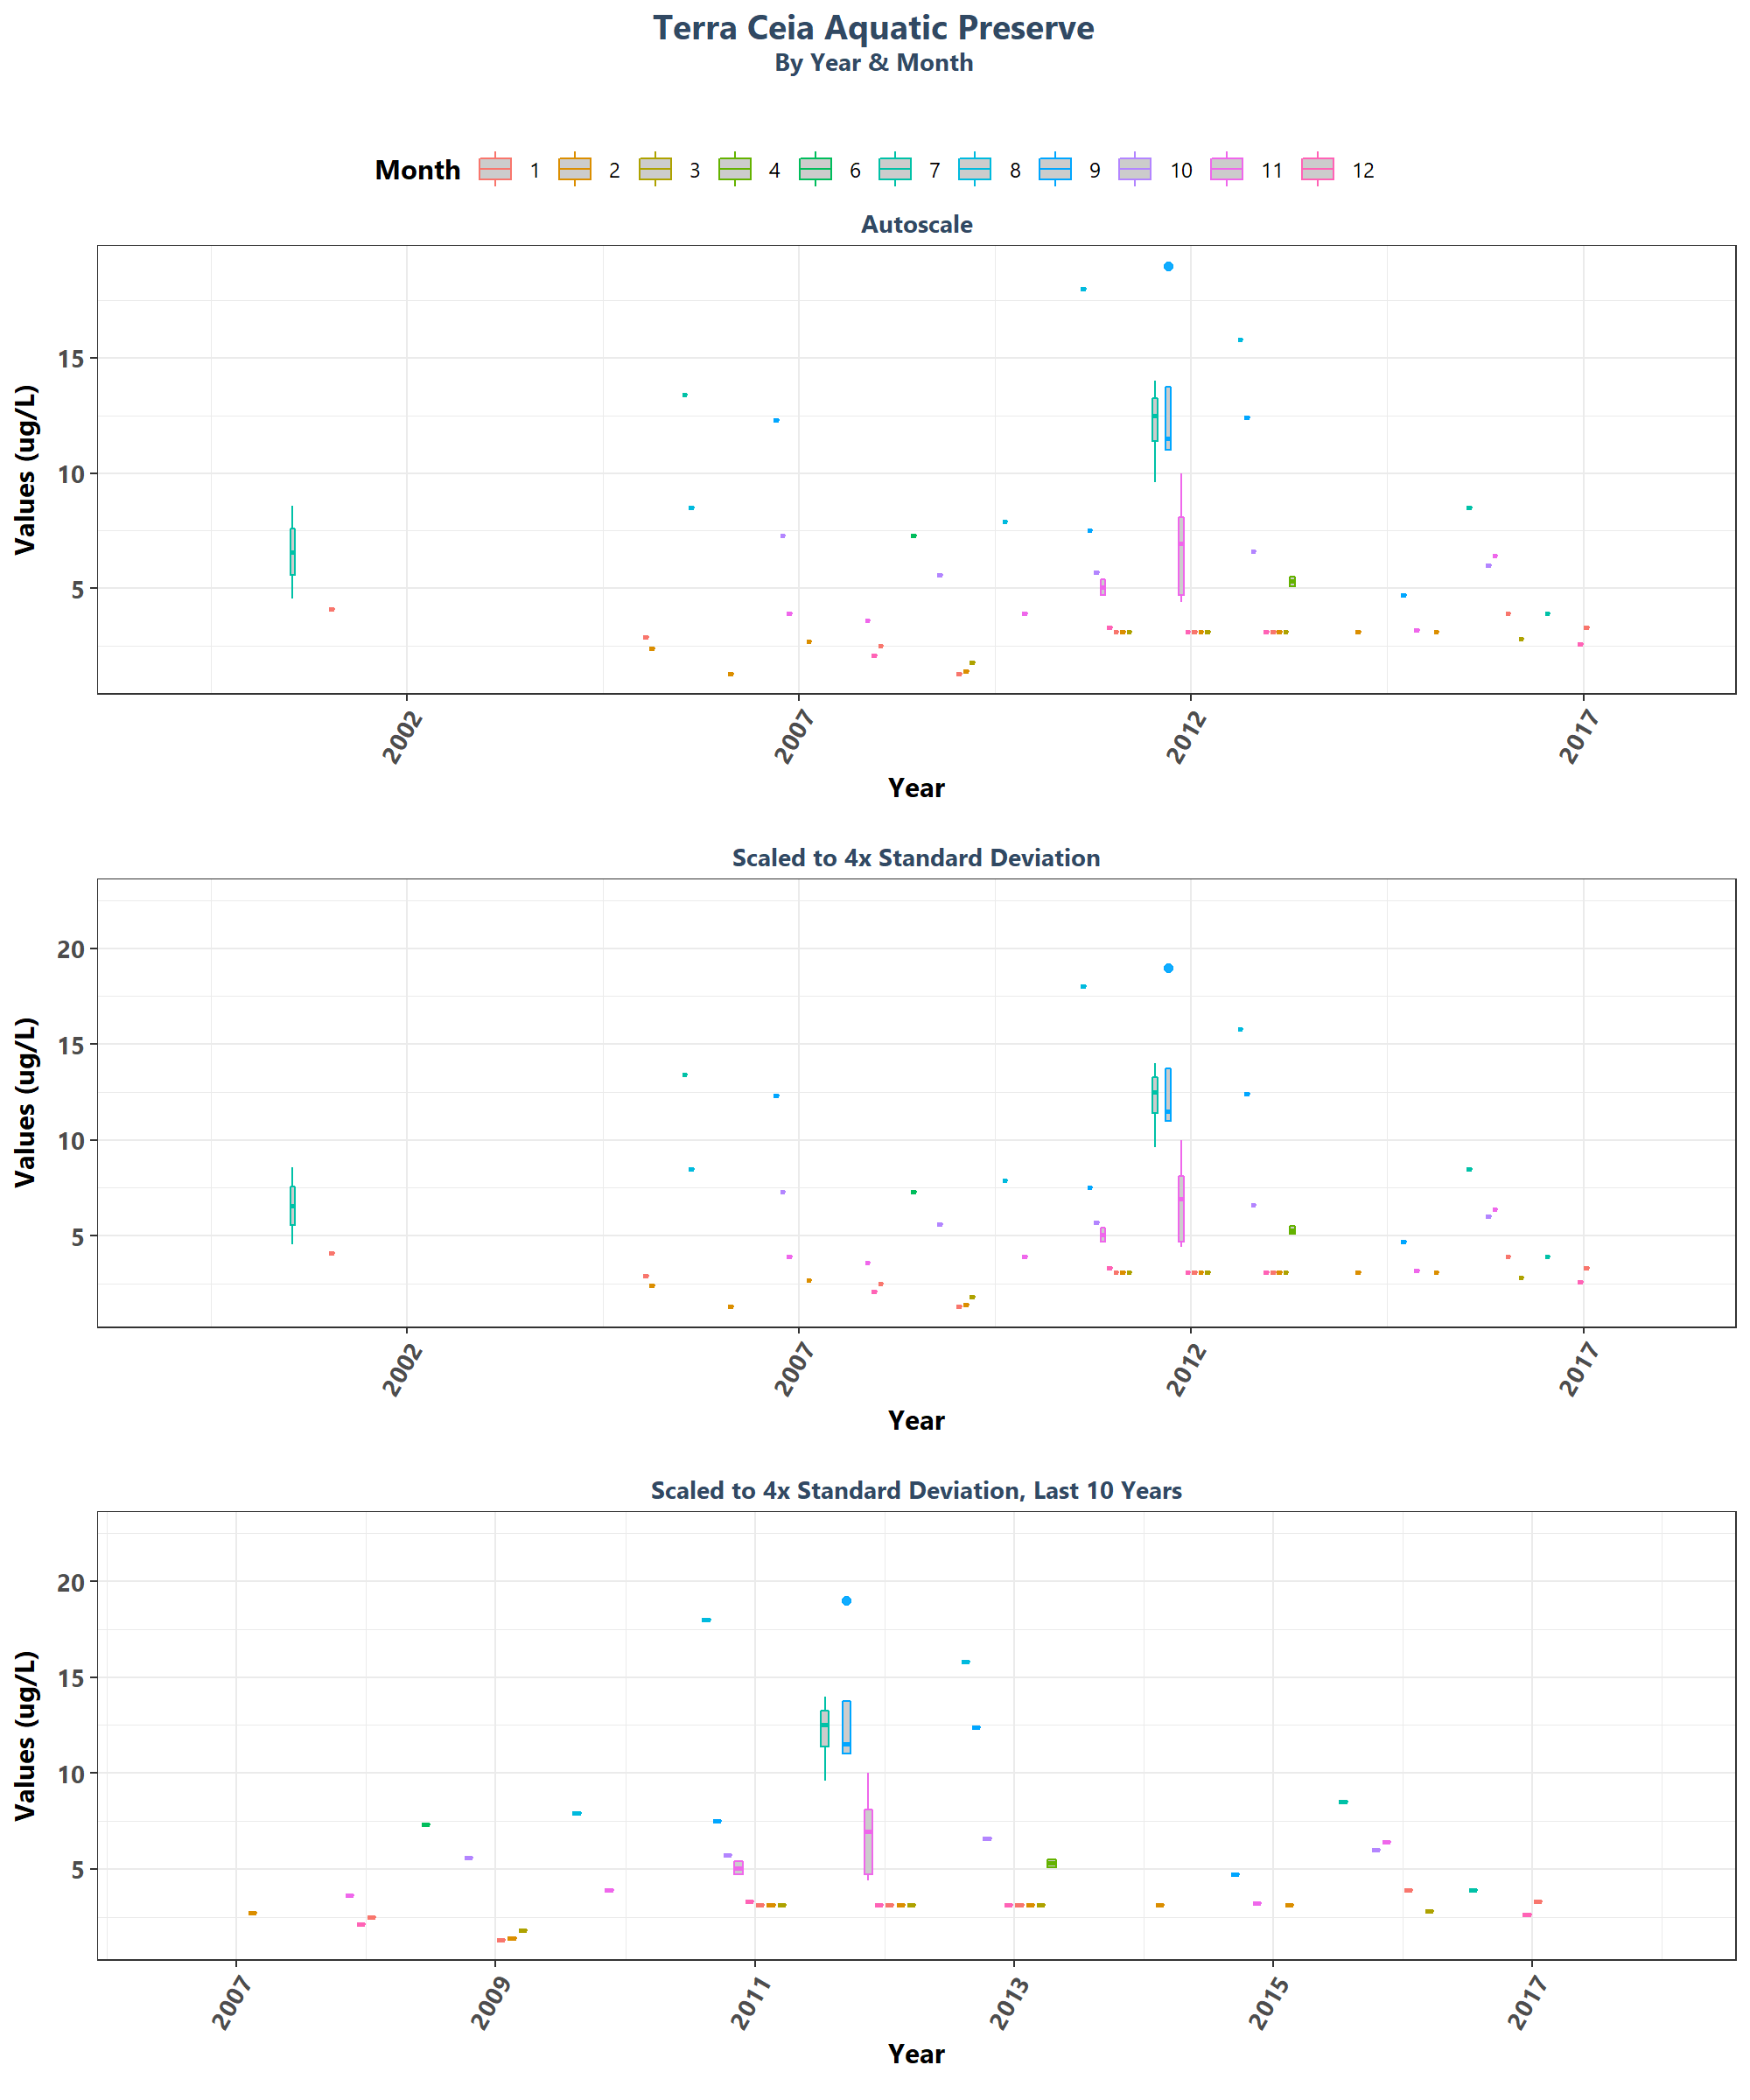 Terra Ceia Aquatic Preserve
By Year & Month
Month 1 2 3 4 6 7 8 9 10 11 12
Autoscale
Values (ug/L)
15
10
5
2002 2007 2012 2017
Year
Scaled to 4x Standard Deviation
Values (ug/L)
20
15
10
5
2002 2007 2012 2017
Year
Scaled to 4x Standard Deviation, Last 10 Years
Values (ug/L)
20
15
10
5
2007 2009 2011 2013 2015 2017
Year